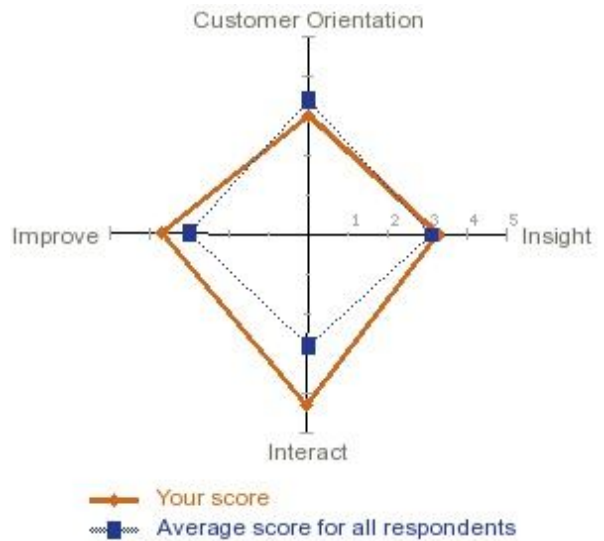 Customer Orientation
1 2 3 4 5
Improve
Insight
Interact
Your score
Average score for all respondents